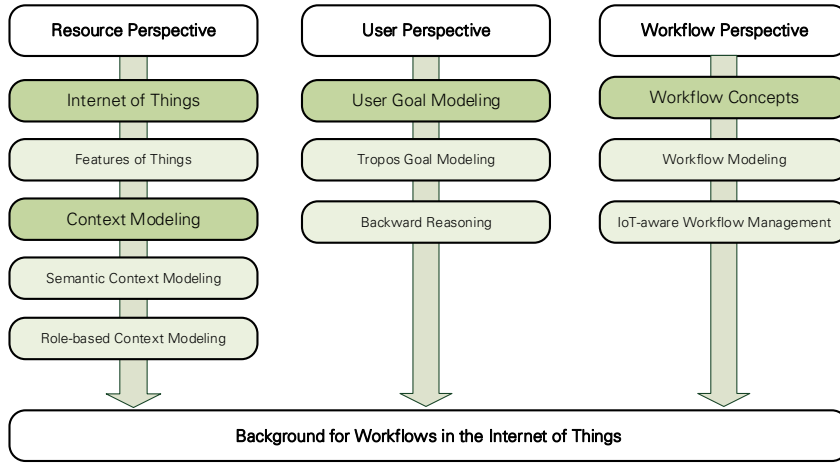 Resource Perspective
Internet of Things
Features of Things
Context Modeling
Semantic Context Modeling
Role-based Context Modeling
User Perspective
User Goal Modeling
Tropos Goal Modeling
Backward Reasoning
Workflow Perspective
Workflow Concepts
Workflow Modeling
IoT-aware Workflow Management
Background for Workflows in the Internet of Things